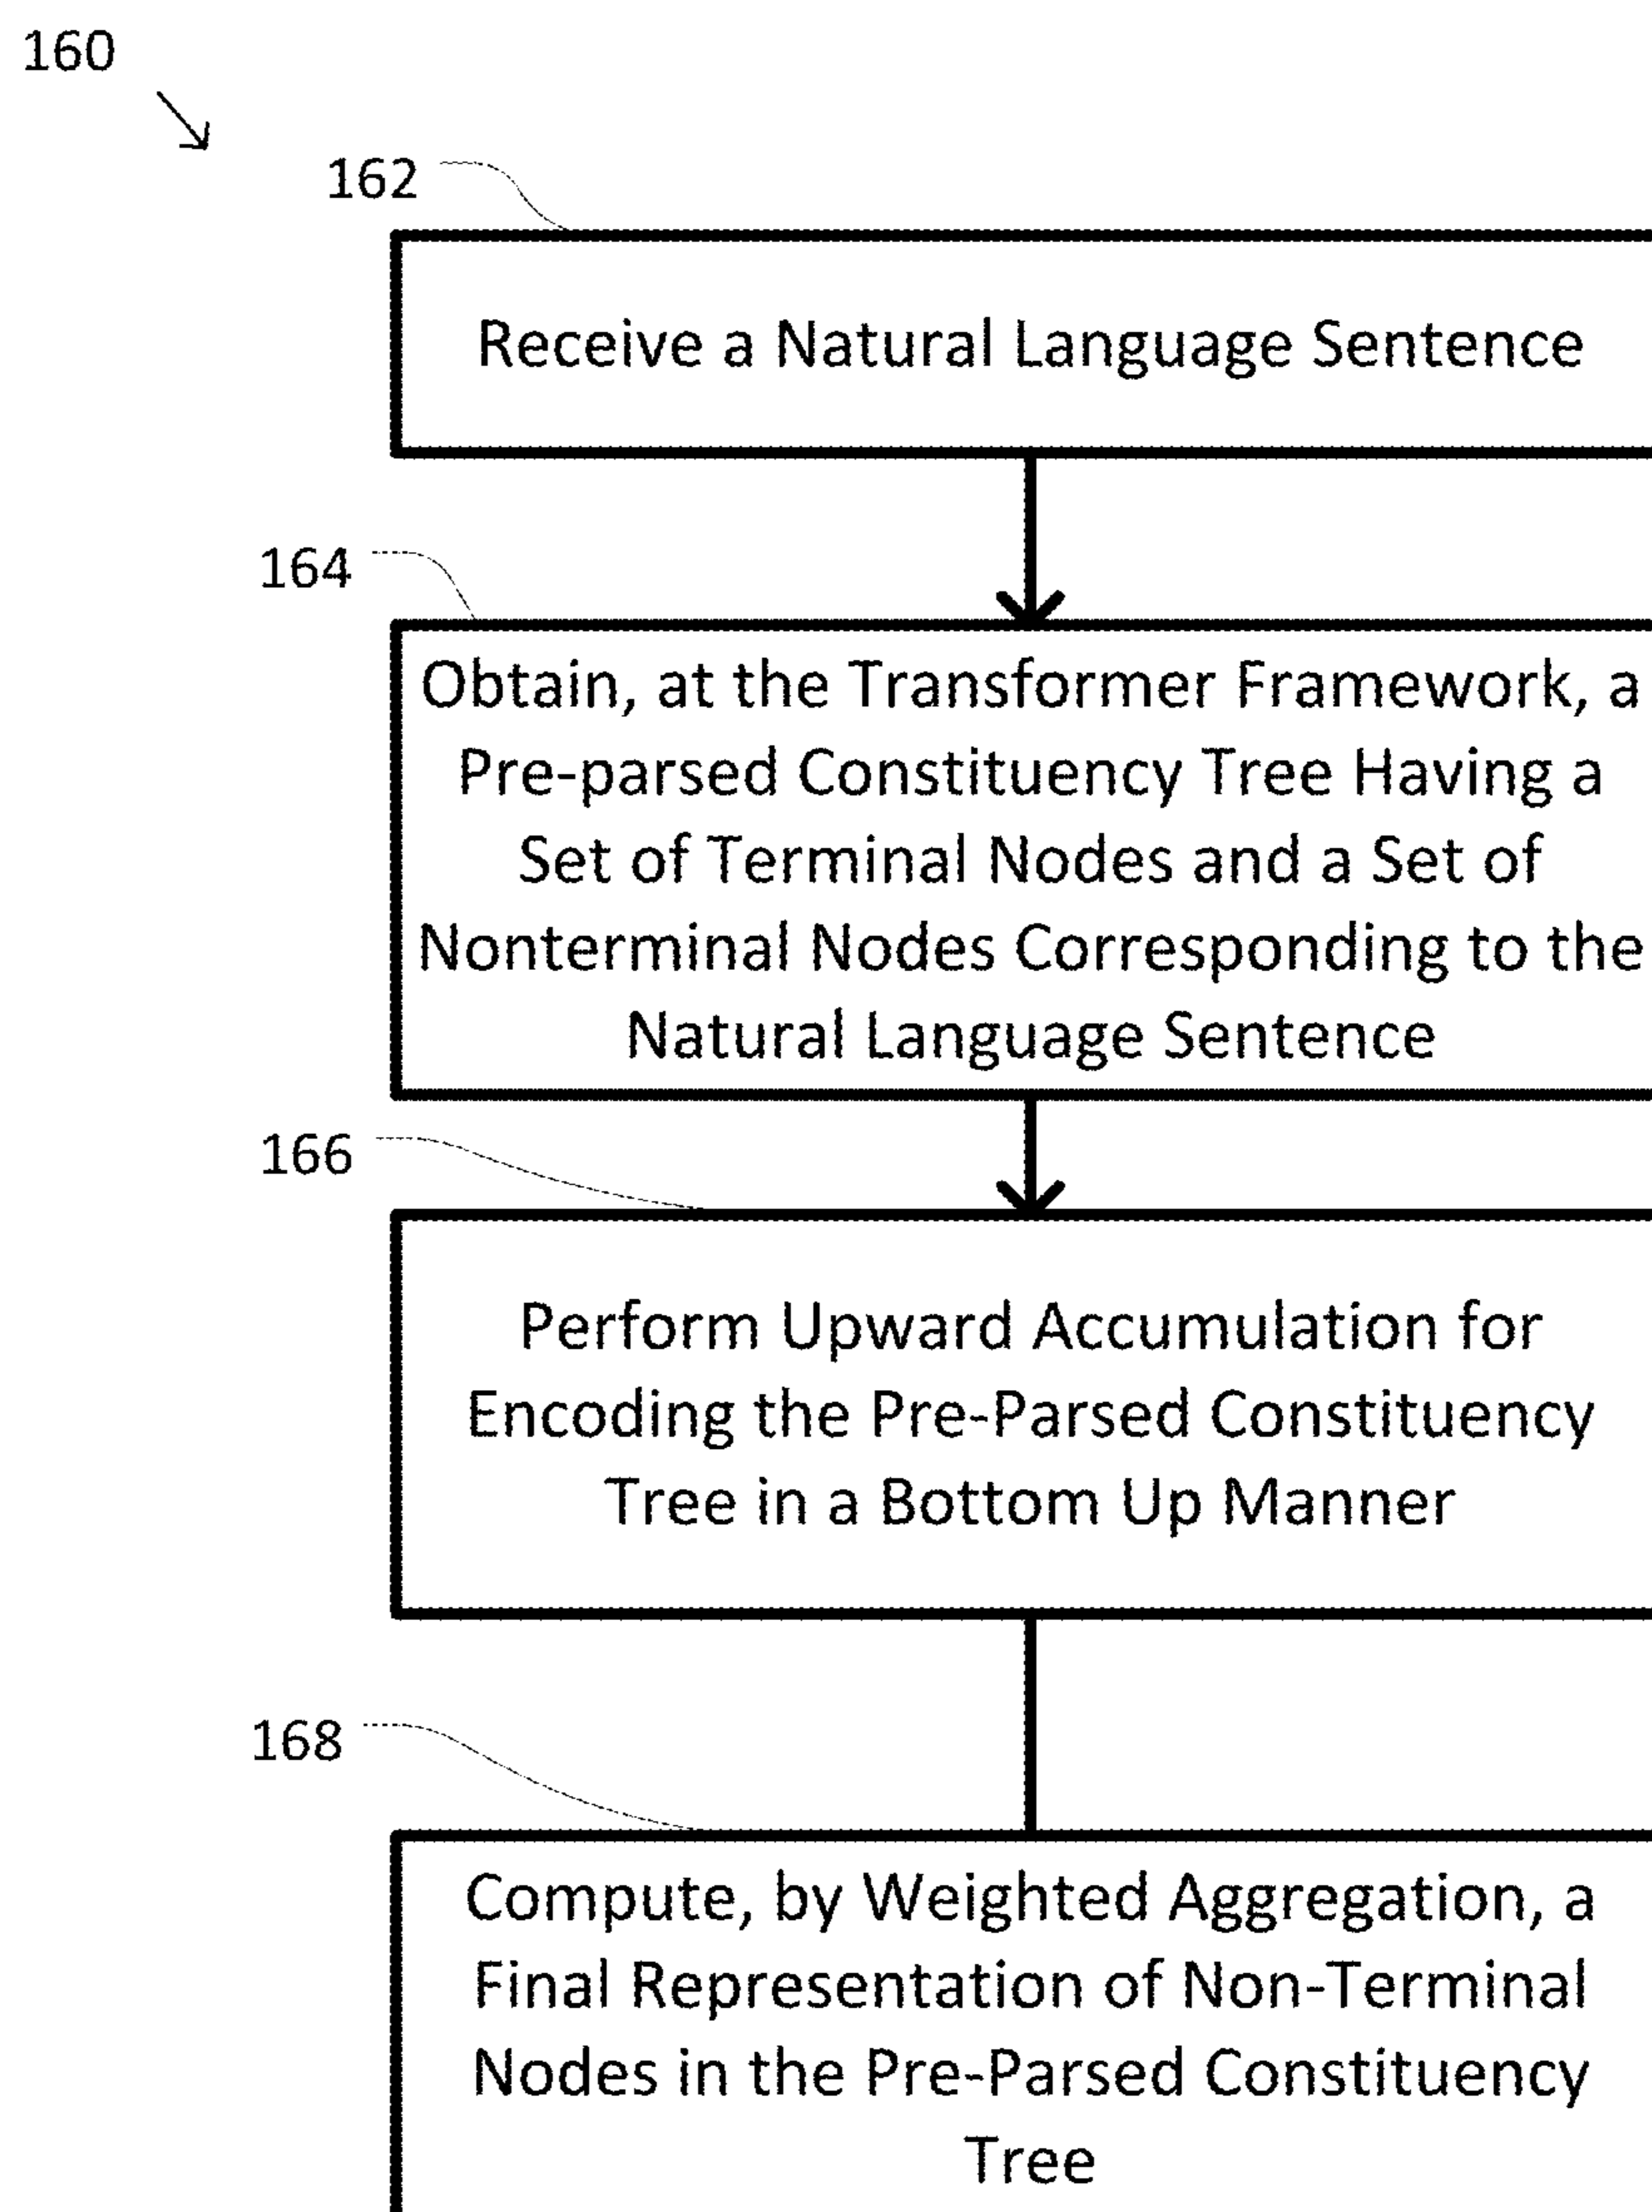 160
162
Receive a Natural Language Sentence
164
Obtain, at the Transformer Framework, a
Pre-parsed Constituency Tree Having a
Set of Terminal Nodes and a Set of
Nonterminal Nodes Corresponding to the
Natural Language Sentence
166
Perform Upward Accumulation for
Encoding the Pre-Parsed Constituency
Tree in a Bottom Up Manner
168
Compute, by Weighted Aggregation, a
Final Representation of Non-Terminal
Nodes in the Pre-Parsed Constituency
Tree